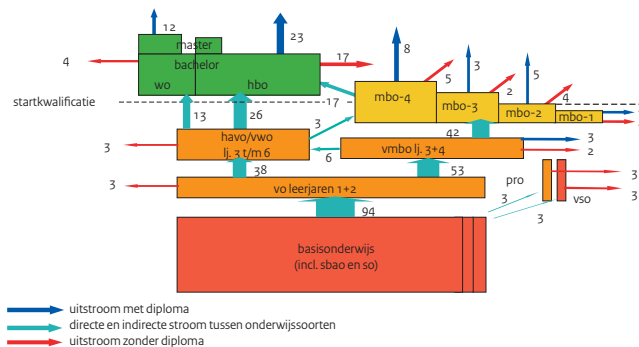 12
23
8
master
4
17
3
5
bachelor
5
2
wo
hbo
mbo-4
4
mbo-3
startkwalificatie
17
mbo-2
mbo-1
13
26
3
42
3
havo/vwo
lj. 3 t/m 6
vmbo lj. 3+4
3
6
2
38
53
3
pro
3
vo leerjaren 1+2
3
vso
3
3
94
3
basisonderwijs
(incl. sbao en so)
uitstroom met diploma
directe en indirecte stroom tussen onderwijssoorten
uitstroom zonder diploma